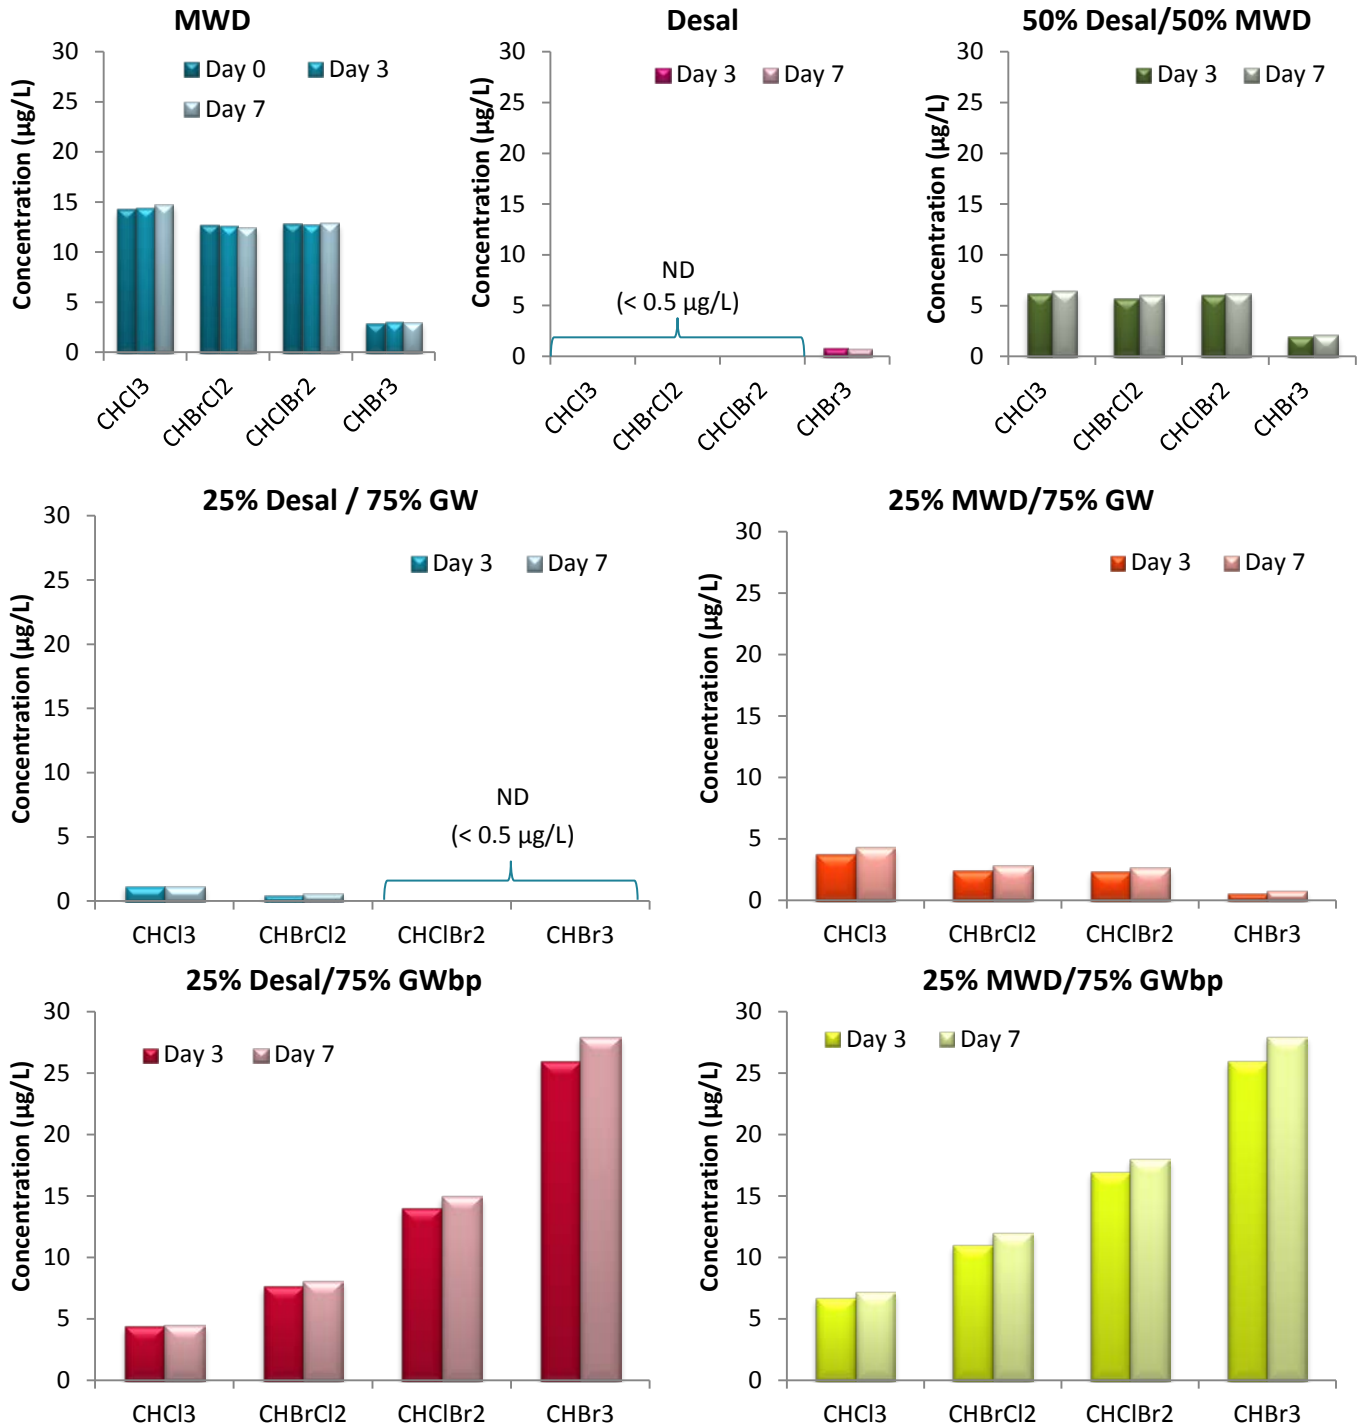 MWD
Concentration (µg/L)
30
25
20
15
10
5
0
Day 0
Day 3
Day 7
CHCl3
CHBrCl2
CHClBr2
CHBr3
Desal
Concentration (µg/L)
30
25
20
15
10
5
0
Day 3
Day 7
ND
(< 0.5 µg/L)
CHCl3
CHBrCl2
CHClBr2
CHBr3
50% Desal/50% MWD
Concentration (µg/L)
30
25
20
15
10
5
0
Day 3
Day 7
CHCl3
CHBrCl2
CHClBr2
CHBr3
25% Desal / 75% GW
Concentration (µg/L)
30
25
20
15
10
5
0
Day 3
Day 7
ND
(< 0.5 µg/L)
CHCl3
CHBrCl2
CHClBr2
CHBr3
25% MWD/75% GW
Concentration (µg/L)
30
25
20
15
10
5
0
Day 3
Day 7
CHCl3
CHBrCl2
CHClBr2
CHBr3
25% Desal/75% GWbp
Concentration (µg/L)
30
25
20
15
10
5
0
Day 3
Day 7
CHCl3
CHBrCl2
CHClBr2
CHBr3
25% MWD/75% GWbp
Concentration (µg/L)
30
25
20
15
10
5
0
Day 3
Day 7
CHCl3
CHBrCl2
CHClBr2
CHBr3